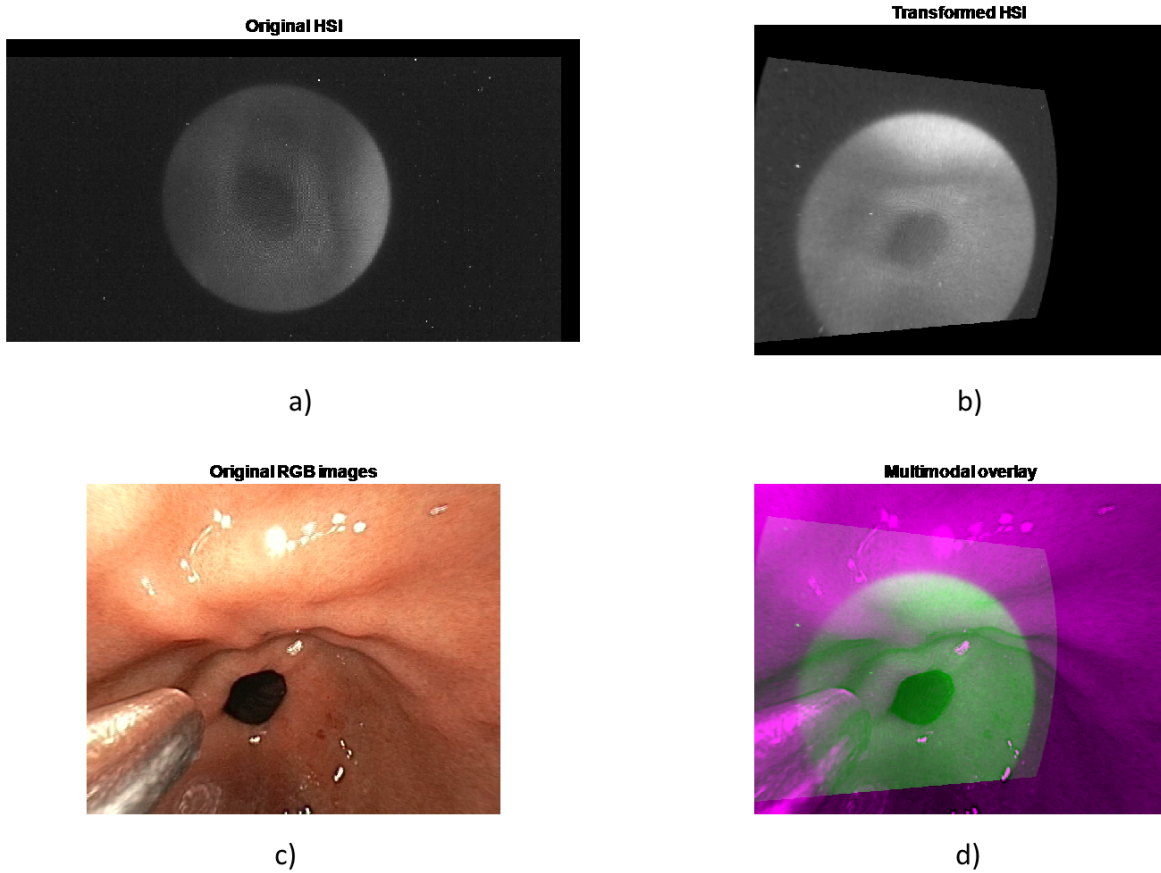 Original HSI
Transformed HSI
a)
b)
Original RGB images
Multimodal overlay
c)
d)